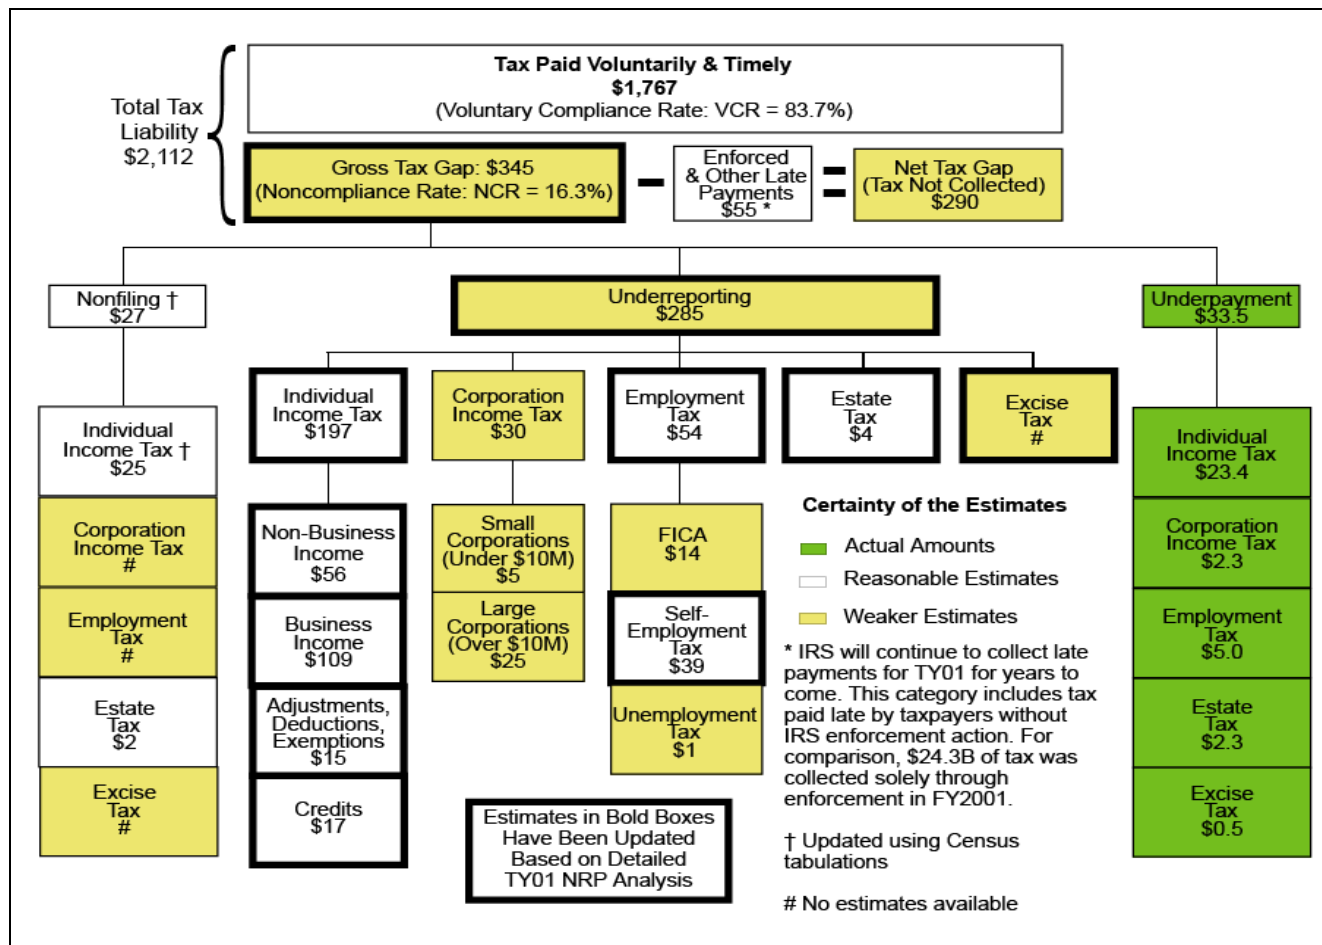 Tax Paid Voluntarily & Timely
$1,767
(Voluntary Compliance Rate: VCR = 83.7%)
Total Tax
Liability
$2,112
Gross Tax Gap: $345
(Noncompliance Rate: NCR = 16.3%)
Enforced
& Other Late
Payments
$55 *
Net Tax Gap
(Tax Not Collected)
$290
Nonfiling †
$27
Underreporting
$285
Underpayment
$33.5
Individual
Income Tax †
$25
Corporation
Income Tax
#
Employment
Tax
#
Estate
Tax
$2
Excise
Tax
#
Individual
Income Tax
$197
Non-Business
Income
$56
Business
Income
$109
Adjustments,
Deductions,
Exemptions
$15
Credits
$17
Corporation
Income Tax
$30
Small
Corporations
(Under $10M)
$5
Large
Corporations
(Over $10M)
$25
Employment
Tax
$54
FICA
$14
Self-
Employment
Tax
$39
Unemployment
Tax
$1
Estate
Tax
$4
Excise
Tax
#
Individual
Income Tax
$23.4
Corporation
Income Tax
$2.3
Employment
Tax
$5.0
Estate
Tax
$2.3
Excise
Tax
$0.5
Certainty of the Estimates
Actual Amounts
Reasonable Estimates
Weaker Estimates
* IRS will continue to collect late
payments for TY01 for years to
come. This category includes tax
paid late by taxpayers without
IRS enforcement action. For
comparison, $24.3B of tax was
collected solely through
enforcement in FY2001.
† Updated using Census
tabulations
# No estimates available
Estimates in Bold Boxes
Have Been Updated
Based on Detailed
TY01 NRP Analysis